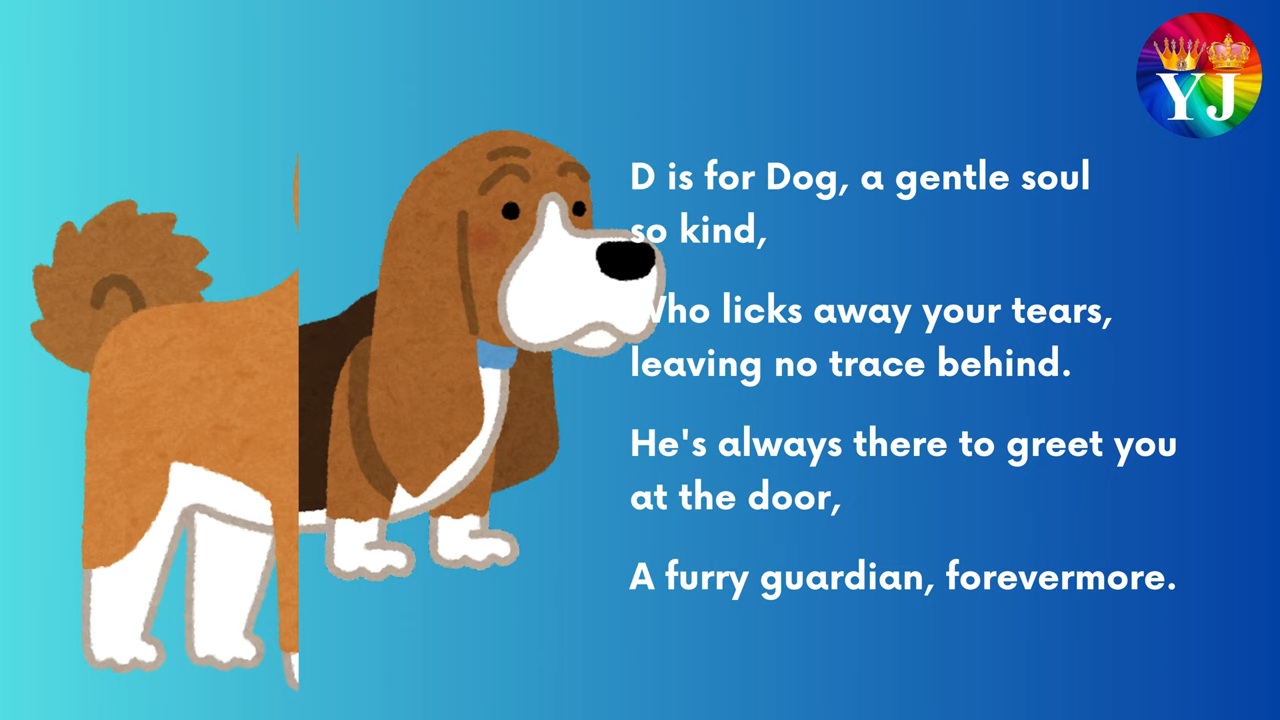 YJ
D is for Dog, a gentle soul
so kind,
Who licks away your tears,
leaving no trace behind.
He's always there to greet you
at the door,
A furry guardian, forevermore.